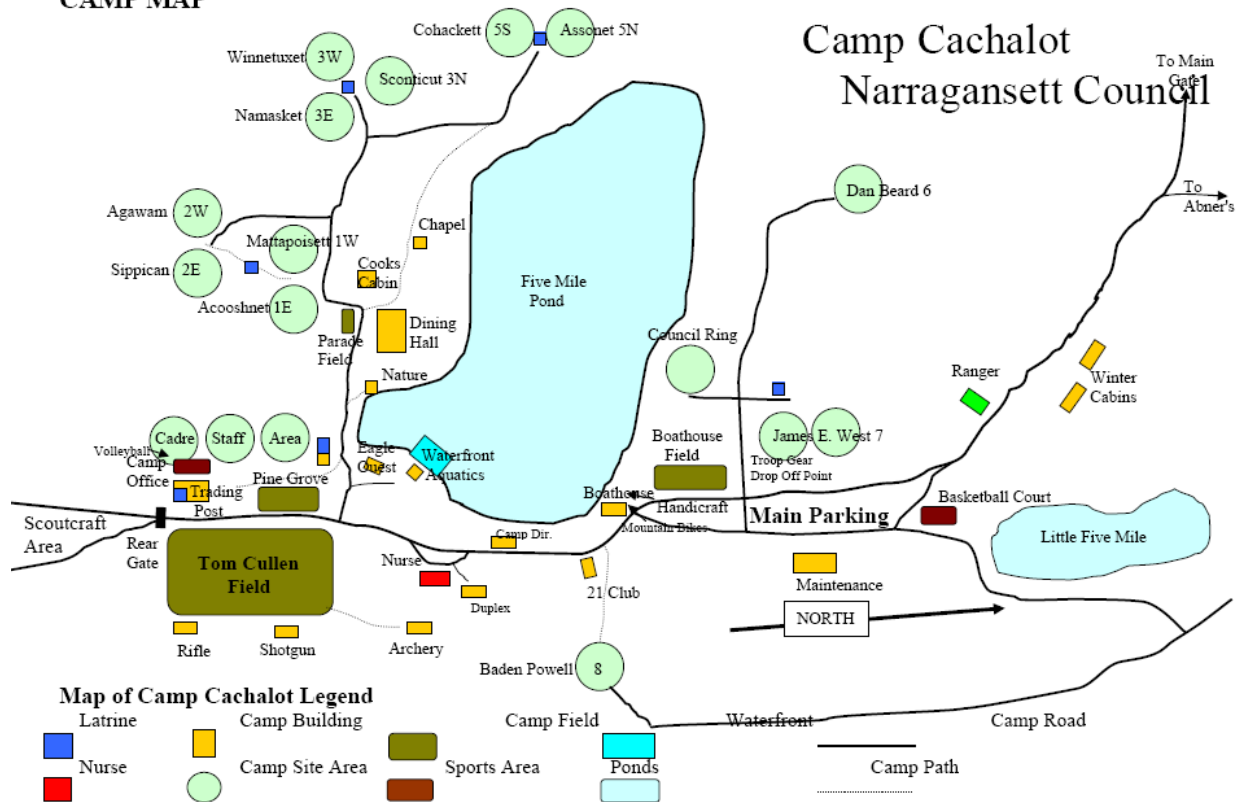 CAMP MAP
Camp Cachalot
Narragansett Council
Cohackett
5S
Assonet 5N
Winnetuxet
3W
Sconticut 3N
Namasket
3E
To Main
Gate
To
Abner's
Dan Beard 6
Agawam
2W
Mattapoisett 1W
Chapel
Sippican
2E
Cooks
Cabin
Acooshnet 1E
Five Mile
Pond
Parade
Field
Dining
Hall
Council Ring
Nature
Ranger
Winter
Cabins
Cadre
Staff
Area
Volleyball
Camp
Office
Trading
Post
Pine Grove
Eagle
Quest
Waterfront
Aquatics
Boathouse
Field
James E. West 7
Troop Gear
Drop Off Point
Boathouse
Handicraft
Mountain Bikes
Main Parking
Basketball Court
Little Five Mile
Scoutcraft
Area
Rear
Gate
Tom Cullen
Field
Camp Dir.
Nurse
Duplex
21 Club
Maintenance
NORTH
Rifle
Shotgun
Archery
Baden Powell
8
Map of Camp Cachalot Legend
Latrine
Camp Building
Camp Field
Waterfront
Camp Road
Nurse
Camp Site Area
Sports Area
Ponds
Camp Path